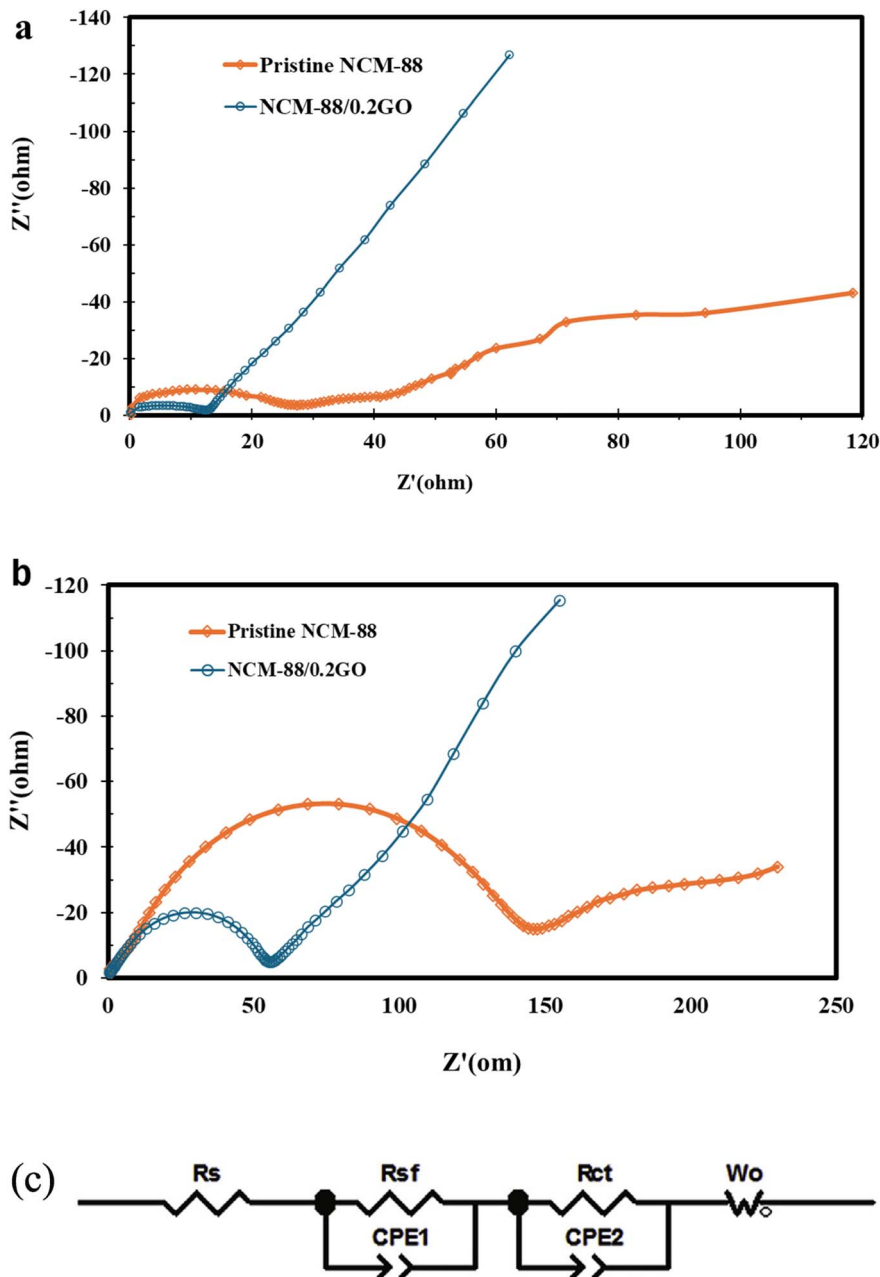 a
-140
-120
-100
-80
-60
-40
-20
0
Z''(ohm)
Pristine NCM-88
NCM-88/0.2GO
0 20 40 60 80 100 120
Z'(ohm)
b
-120
-100
-80
-60
-40
-20
0
Z''(ohm)
Pristine NCM-88
NCM-88/0.2GO
0 50 100 150 200 250
Z'(om)
(c)
Rs Rsf Rct Wo
CPE1 CPE2